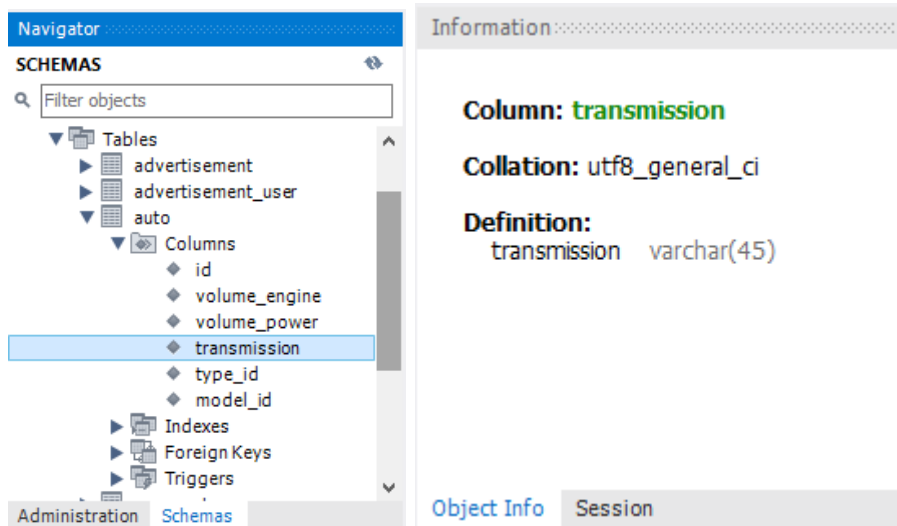 Navigator
SCHEMAS
Filter objects
Tables
advertisement
advertisement_user
auto
Columns
id
volume_engine
volume_power
transmission
type_id
model_id
Indexes
Foreign Keys
Triggers
Administration Schemas
Information
Column: transmission
Collation: utf8_general_ci
Definition:
transmission varchar(45)
Object Info Session